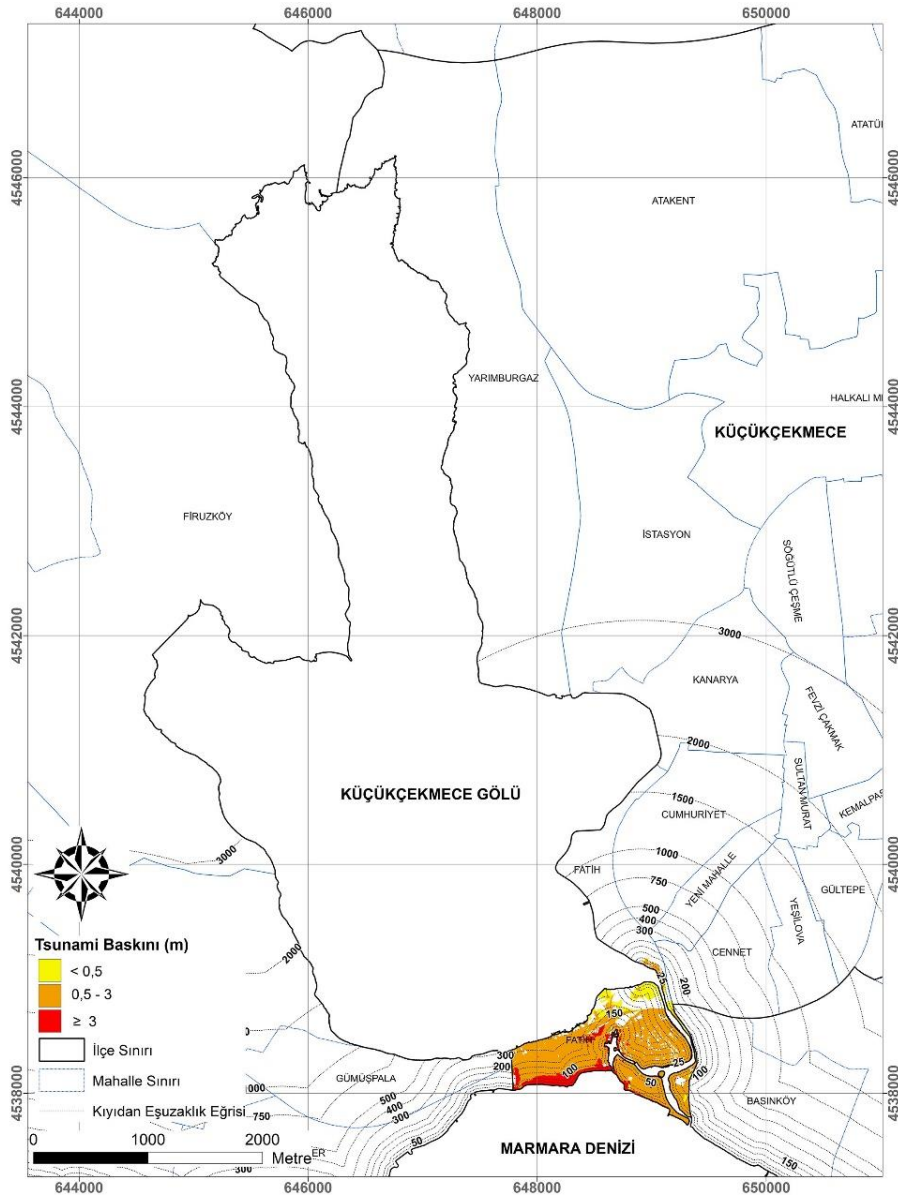 644000 646000 648000 650000
ATATÜ
4546000 4546000
ATAKENT
YARIMBURGAZ
HALKALI ME
4544000 4544000
KÜÇÜKÇEKMECE
FİRUZKÖY
İSTASYON
SÖĞÜTLÜ ÇEŞME
4542000 4542000
3000
KANARYA
FEVZİ ÇAKMAK
2000
SULTAN MURAT
KÜÇÜKÇEKMECE GÖLÜ
1500
CUMHURİYET
KEMALPAŞ
3000
1000
4540000 4540000
FATİH
750
YENİ MAHALLE
GÜLTEPE
YEŞİLOVA
500
400
300
CENNET
2000
Tsunami Baskını (m)
< 0,5
0,5 - 3
≥ 3
İlçe Sınırı
Mahalle Sınırı
Kıyıdan Eşuzaklık Eğrisi
25
200
150
FATİH
300
200
100
25
50
100
GÜMÜŞPALA
4538000 4538000
000
750
500
400
300
50
BASINKÖY
MARMARA DENİZİ
150
0 1000 2000
Metre
ER
300
644000 646000 648000 650000